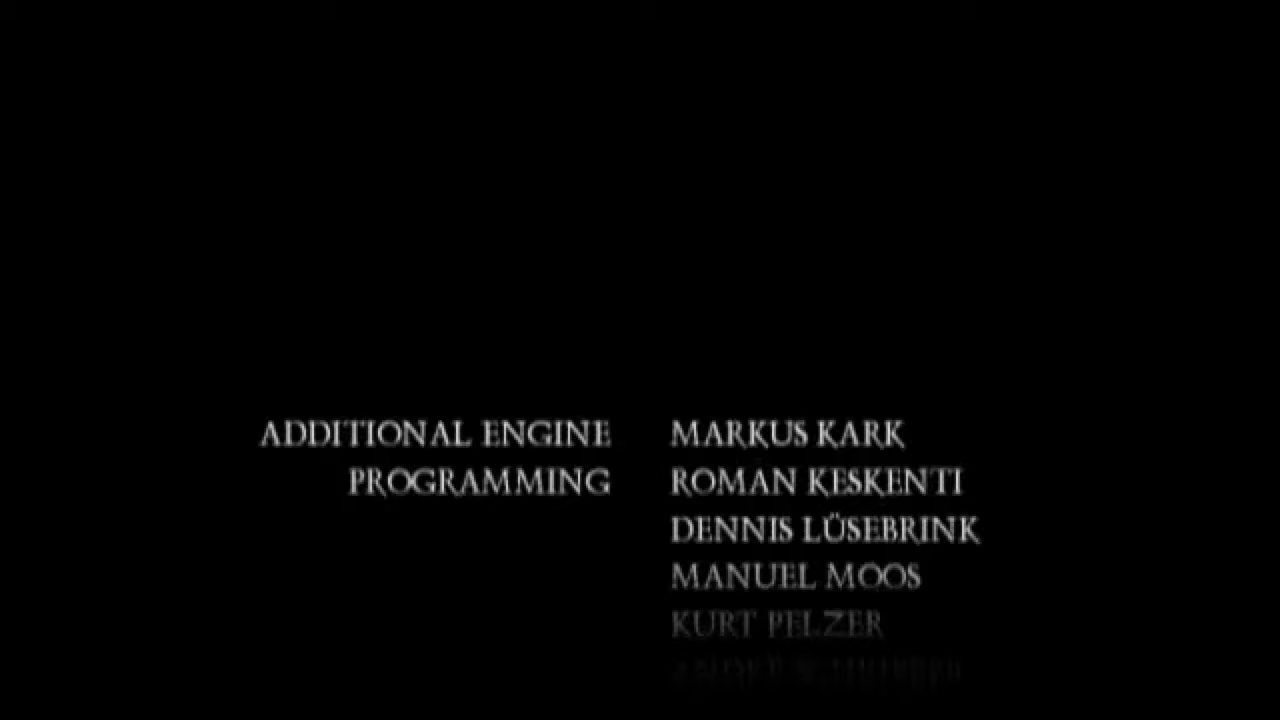 ADDITIONAL ENGINE MARKUS KARK
PROGRAMMING ROMAN KESKENTI
DENNIS LÜSEBRINK
MANUEL MOOS
KURT PELZER